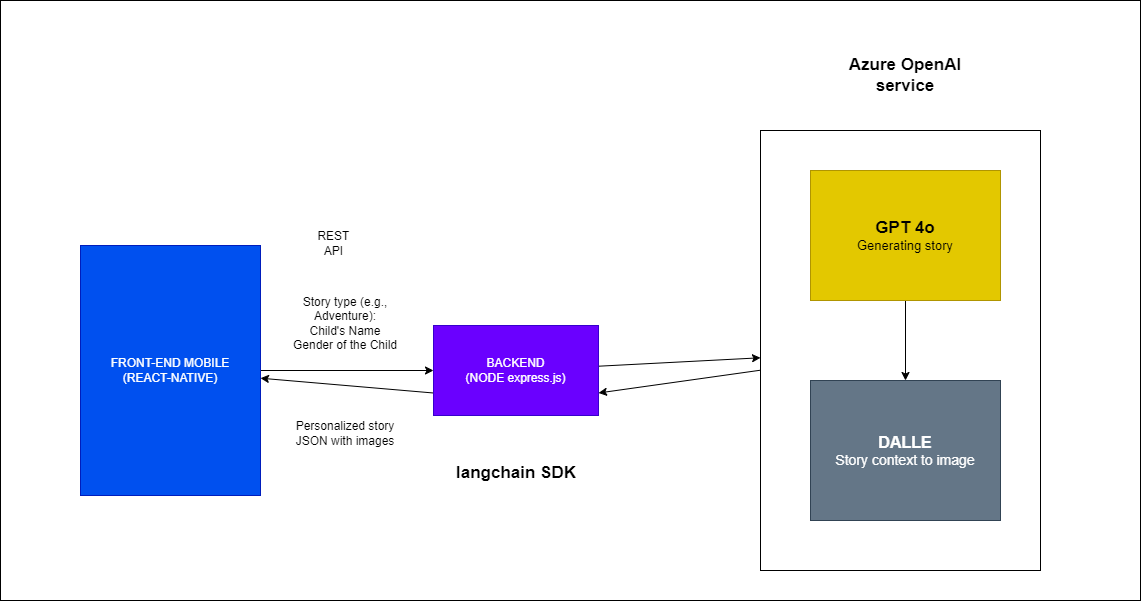 Azure OpenAI
service
GPT 4o
Generating story
REST
API
Story type (e.g.,
Adventure):
Child's Name
Gender of the Child
FRONT-END MOBILE
(REACT-NATIVE)
BACKEND
(NODE express.js)
Personalized story
JSON with images
langchain SDK
DALLE
Story context to image